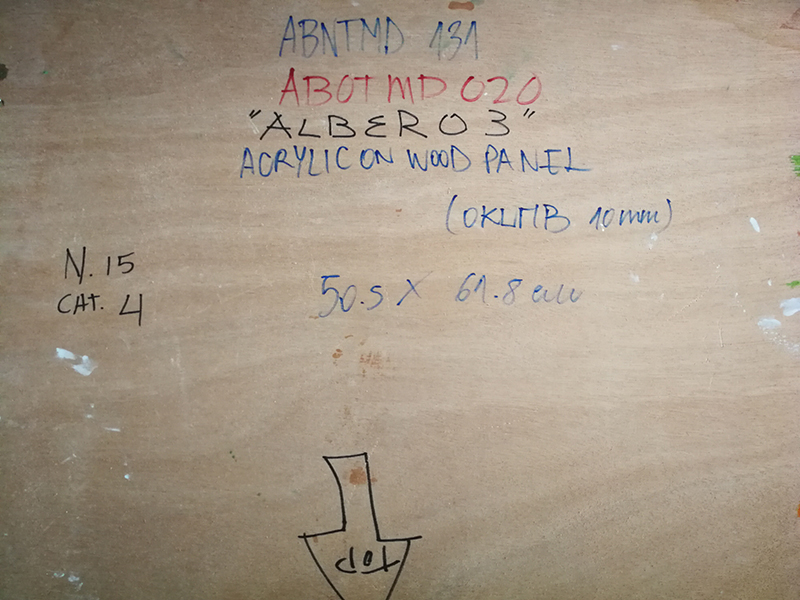 ABNTMD 131
ABOTMD 020
"ALBERO 3"
ACRYLIC ON WOOD PANEL
(OKUMB 10mm)
N. 15
CAT. 4
50.5 X 61.8 cm
TOP